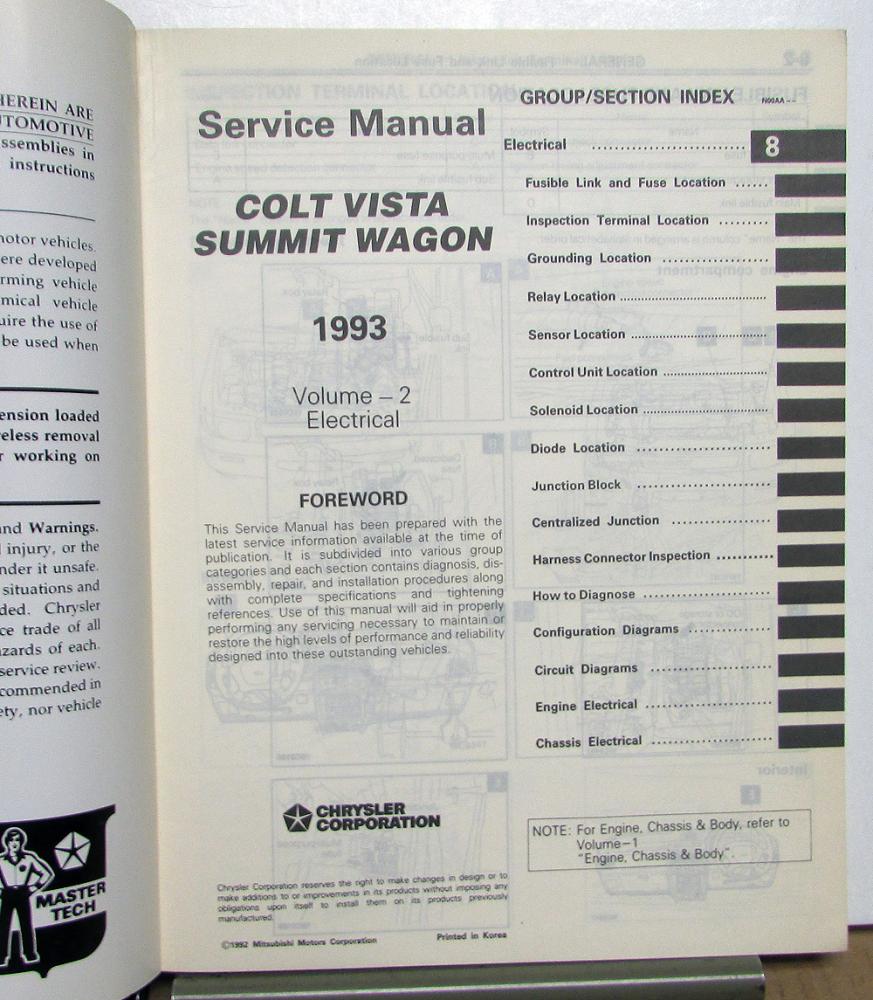 HEREIN ARE
UTOMOTIVE
ssemblies in
instructions
motor vehicles.
ere developed
rming vehicle
mical vehicle
uire the use of
be used when
ension loaded
eless removal
r working on
nd Warnings.
injury, or the
nder it unsafe.
situations and
ded. Chrysler
ce trade of all
azards of each.
service review.
commended in
ety, nor vehicle
MASTER
TECH
Service Manual
COLT VISTA
SUMMIT WAGON
1993
Volume – 2
Electrical
FOREWORD
This Service Manual has been prepared with the
latest service information available at the time of
publication. It is subdivided into various group
categories and each section contains diagnosis, dis-
assembly, repair, and installation procedures along
with complete specifications and tightening
references. Use of this manual will aid in properly
performing any servicing necessary to maintain or
restore the high levels of performance and reliability
designed into these outstanding vehicles.
CHRYSLER
CORPORATION
Chrysler Corporation reserves the right to make changes in design or to
make additions to or improvements in its products without imposing any
obligations upon itself to install them on its products previously
manufactured.
©1992 Mitsubishi Motors Corporation Printed in Korea
GROUP/SECTION INDEX N00AA--
Electrical .......................... 8
Fusible Link and Fuse Location ......
Inspection Terminal Location .........
Grounding Location ...................
Relay Location ...................................
Sensor Location .................................
Control Unit Location .........................
Solenoid Location ..............................
Diode Location .......................
Junction Block .......................
Centralized Junction .................
Harness Connector Inspection ..........
How to Diagnose ......................
Configuration Diagrams ..............
Circuit Diagrams .....................
Engine Electrical ......................
Chassis Electrical .....................
NOTE: For Engine, Chassis & Body, refer to
Volume–1
"Engine, Chassis & Body".